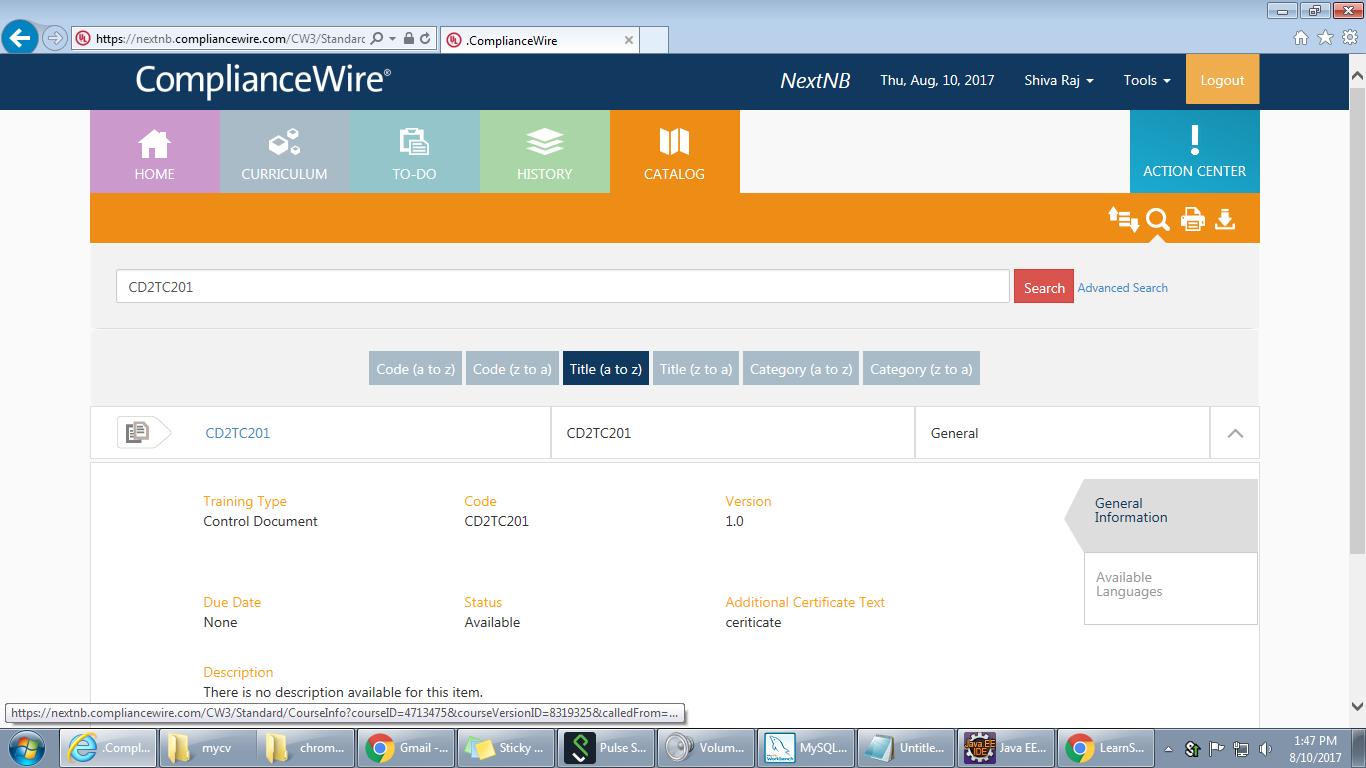 https://nextnb.compliancewire.com/CW3/Standarc
.ComplianceWire
ComplianceWire®
NextNB
Thu, Aug, 10, 2017
Shiva Raj
Tools
Logout
HOME
CURRICULUM
TO-DO
HISTORY
CATALOG
ACTION CENTER
CD2TC201
Search
Advanced Search
Code (a to z)
Code (z to a)
Title (a to z)
Title (z to a)
Category (a to z)
Category (z to a)
CD2TC201
CD2TC201
General
Training Type
Control Document
Code
CD2TC201
Version
1.0
General
Information
Available
Languages
Due Date
None
Status
Available
Additional Certificate Text
ceriticate
Description
There is no description available for this item.
https://nextnb.compliancewire.com/CW3/Standard/CourseInfo?courseID=4713475&courseVersionID=8319325&calledFrom=...
.Compl...
mycv
chrom...
Gmail -...
Sticky ...
Pulse S...
Volum...
MySQL...
Untitle...
Java EE...
LearnS...
1:47 PM
8/10/2017